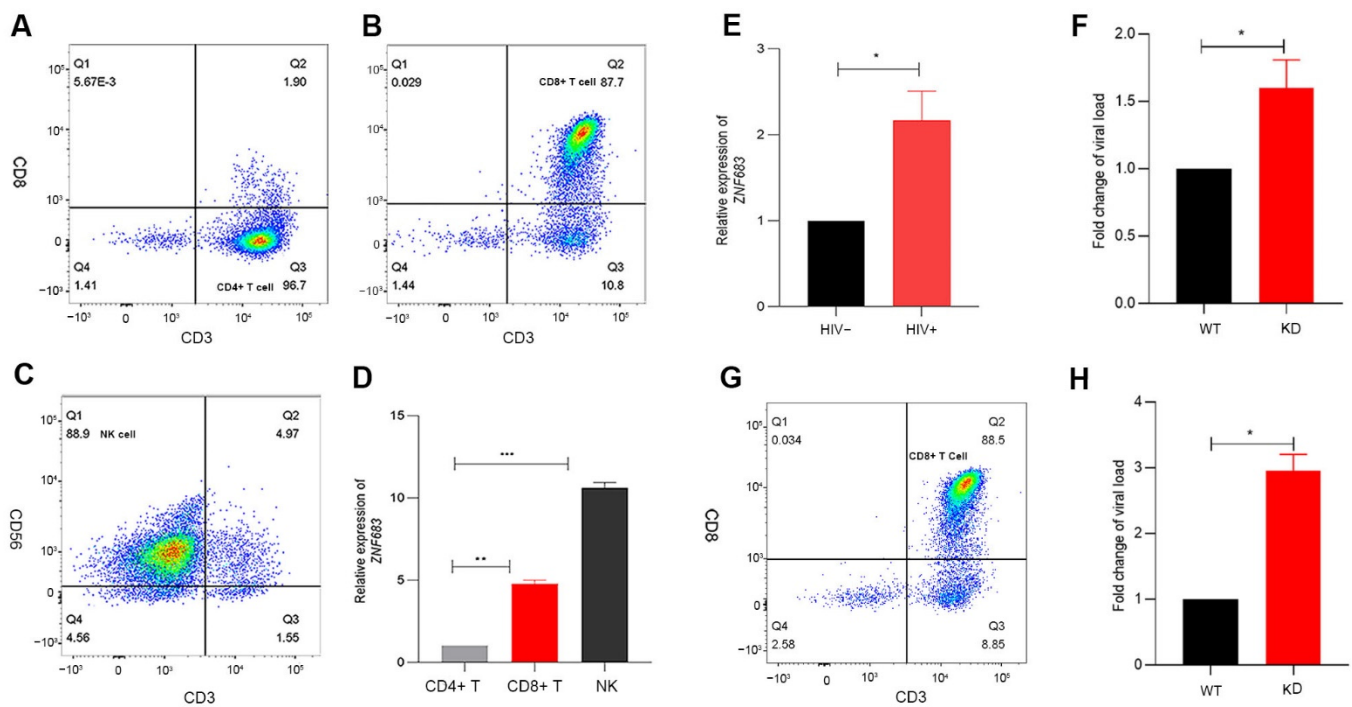 A
Q1
5.67E-3
Q2
1.90
10⁵
10⁴
10³
0
−10³
Q4
1.41
Q3
CD4+ T cell 96.7
−10³ 0 10³ 10⁴ 10⁵
CD8
CD3
B
Q1
0.029
Q2
CD8+ T cell 87.7
10⁵
10⁴
10³
0
−10³
Q4
1.44
Q3
10.8
−10³ 0 10³ 10⁴ 10⁵
CD3
E
3
2
1
0
Relative expression of
ZNF683
*
HIV− HIV+
F
2.0
1.5
1.0
0.5
0.0
Fold change of viral load
*
WT KD
C
Q1
88.9 NK cell
Q2
4.97
10⁵
10⁴
10³
0
−10³
Q4
4.56
Q3
1.55
−10³ 0 10³ 10⁴ 10⁵
CD56
CD3
D
15
10
5
0
Relative expression of
ZNF683
***
**
CD4+ T CD8+ T NK
G
Q1
0.034
Q2
88.5
CD8+ T Cell
10⁵
10⁴
10³
0
−10³
Q4
2.58
Q3
8.85
−10³ 0 10³ 10⁴ 10⁵
CD8
CD3
H
4
3
2
1
0
Fold change of viral load
*
WT KD